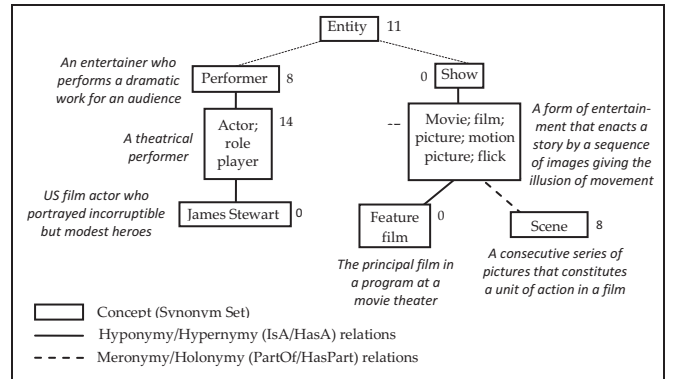 Entity 11
An entertainer who
performs a dramatic
work for an audience
Performer 8
0 Show
A theatrical
performer
Actor;
role
player
14
--
Movie; film;
picture; motion
picture; flick
A form of entertain-
ment that enacts a
story by a sequence
of images giving the
illusion of movement
US film actor who
portrayed incorruptible
but modest heroes
James Stewart 0
Feature
film
0
Scene 8
The principal film in
a program at a
movie theater
A consecutive series of
pictures that constitutes
a unit of action in a film
Concept (Synonym Set)
Hyponymy/Hypernymy (IsA/HasA) relations
Meronymy/Holonymy (PartOf/HasPart) relations